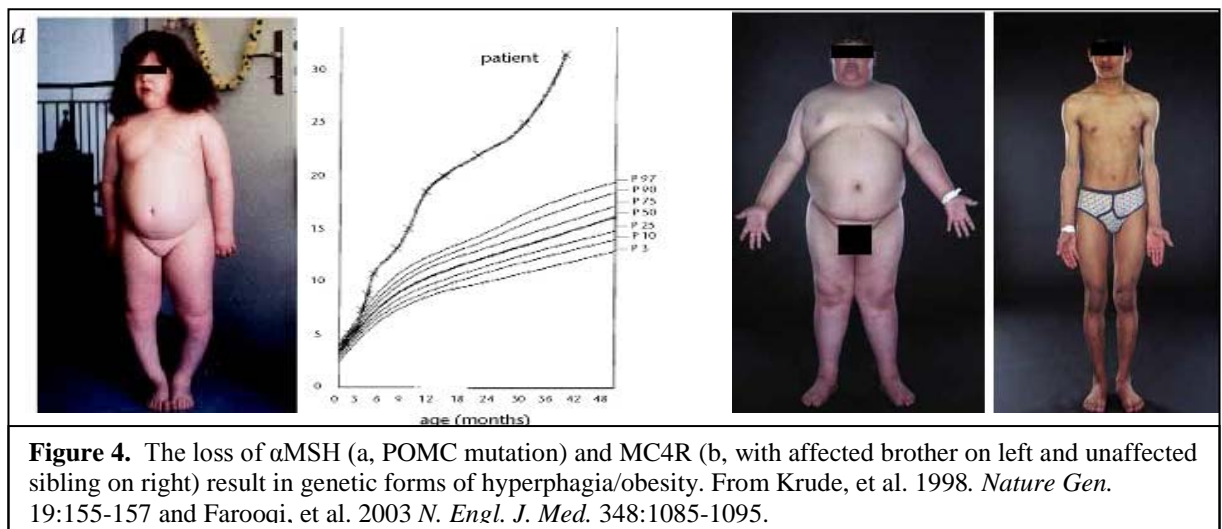 a
patient
30
25
20
15
10
5
0
P 97
P 90
P 75
P 50
P 25
P 10
P 3
0 3 6 9 12 18 24 30 36 42 48
age (months)
Figure 4. The loss of αMSH (a, POMC mutation) and MC4R (b, with affected brother on left and unaffected
sibling on right) result in genetic forms of hyperphagia/obesity. From Krude, et al. 1998. Nature Gen.
19:155-157 and Farooqi, et al. 2003 N. Engl. J. Med. 348:1085-1095.